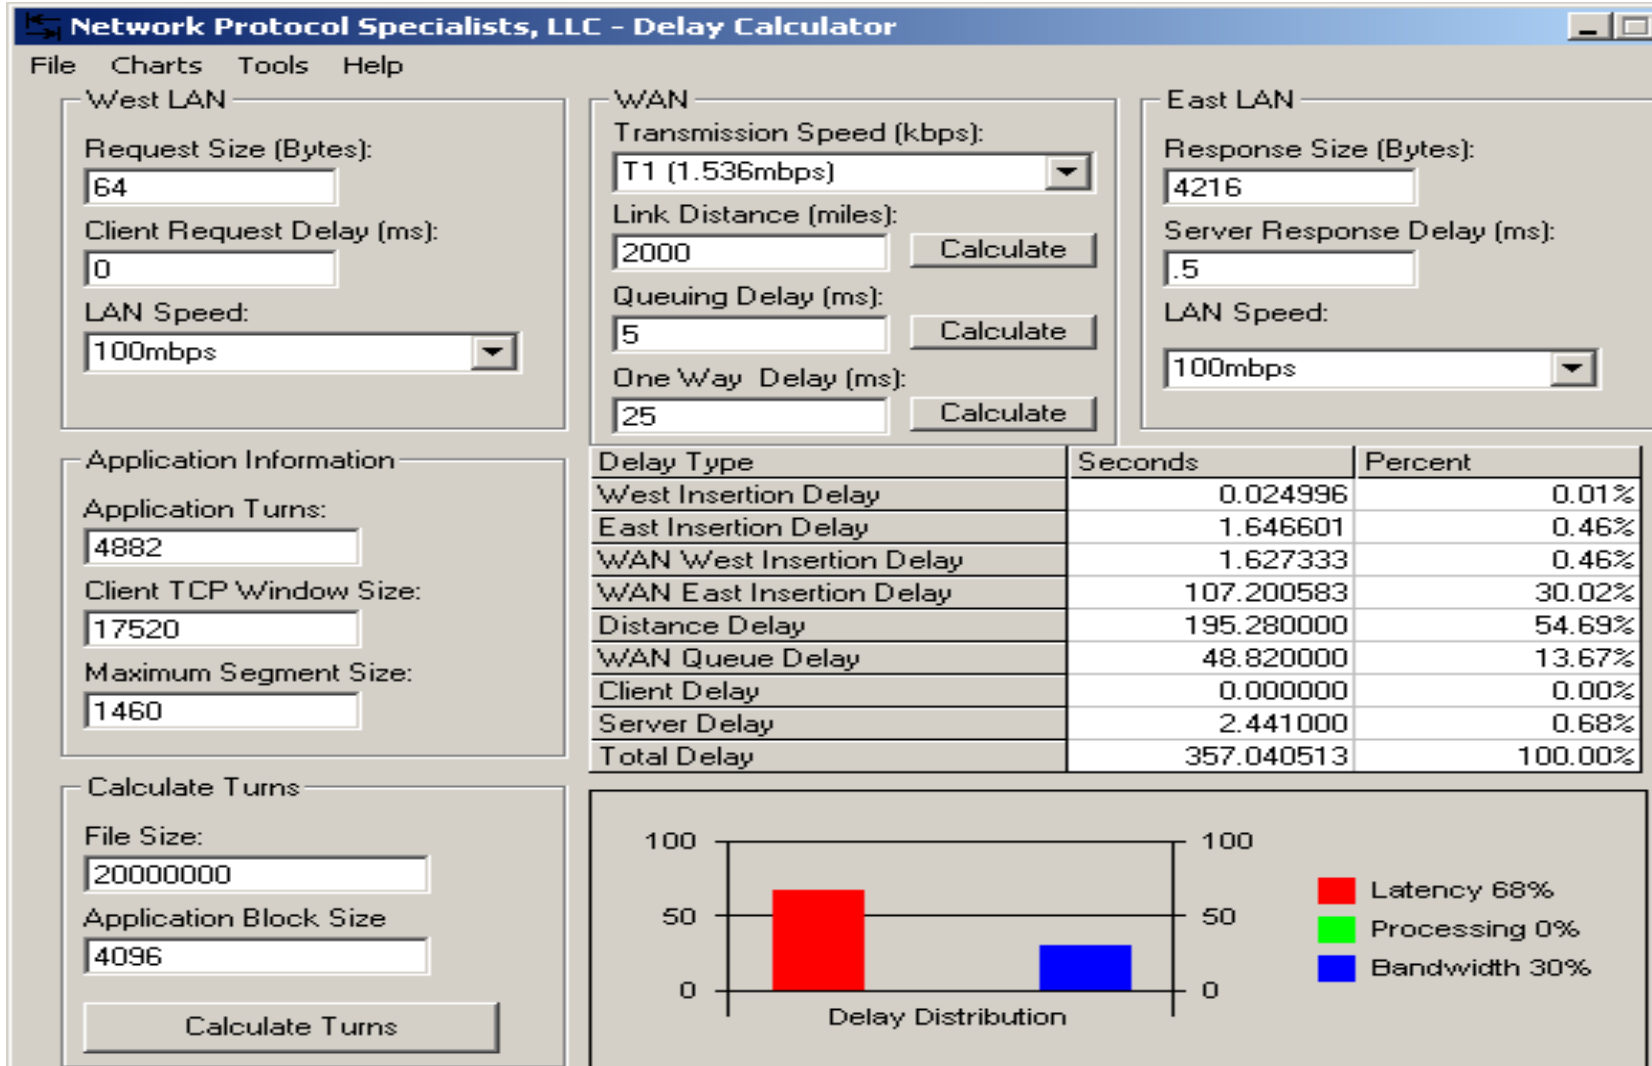 Network Protocol Specialists, LLC - Delay Calculator
File Charts Tools Help
West LAN
Request Size (Bytes):
64
Client Request Delay (ms):
0
LAN Speed:
100mbps
WAN
Transmission Speed (kbps):
T1 (1.536mbps)
Link Distance (miles):
2000 Calculate
Queuing Delay (ms):
5 Calculate
One Way Delay (ms):
25 Calculate
East LAN
Response Size (Bytes):
4216
Server Response Delay (ms):
.5
LAN Speed:
100mbps
Application Information
Application Turns:
4882
Client TCP Window Size:
17520
Maximum Segment Size:
1460
Delay Type Seconds Percent
West Insertion Delay 0.024996 0.01%
East Insertion Delay 1.646601 0.46%
WAN West Insertion Delay 1.627333 0.46%
WAN East Insertion Delay 107.200583 30.02%
Distance Delay 195.280000 54.69%
WAN Queue Delay 48.820000 13.67%
Client Delay 0.000000 0.00%
Server Delay 2.441000 0.68%
Total Delay 357.040513 100.00%
Calculate Turns
File Size:
20000000
Application Block Size
4096
Calculate Turns
100 100
50 50
0 0
Delay Distribution
Latency 68%
Processing 0%
Bandwidth 30%